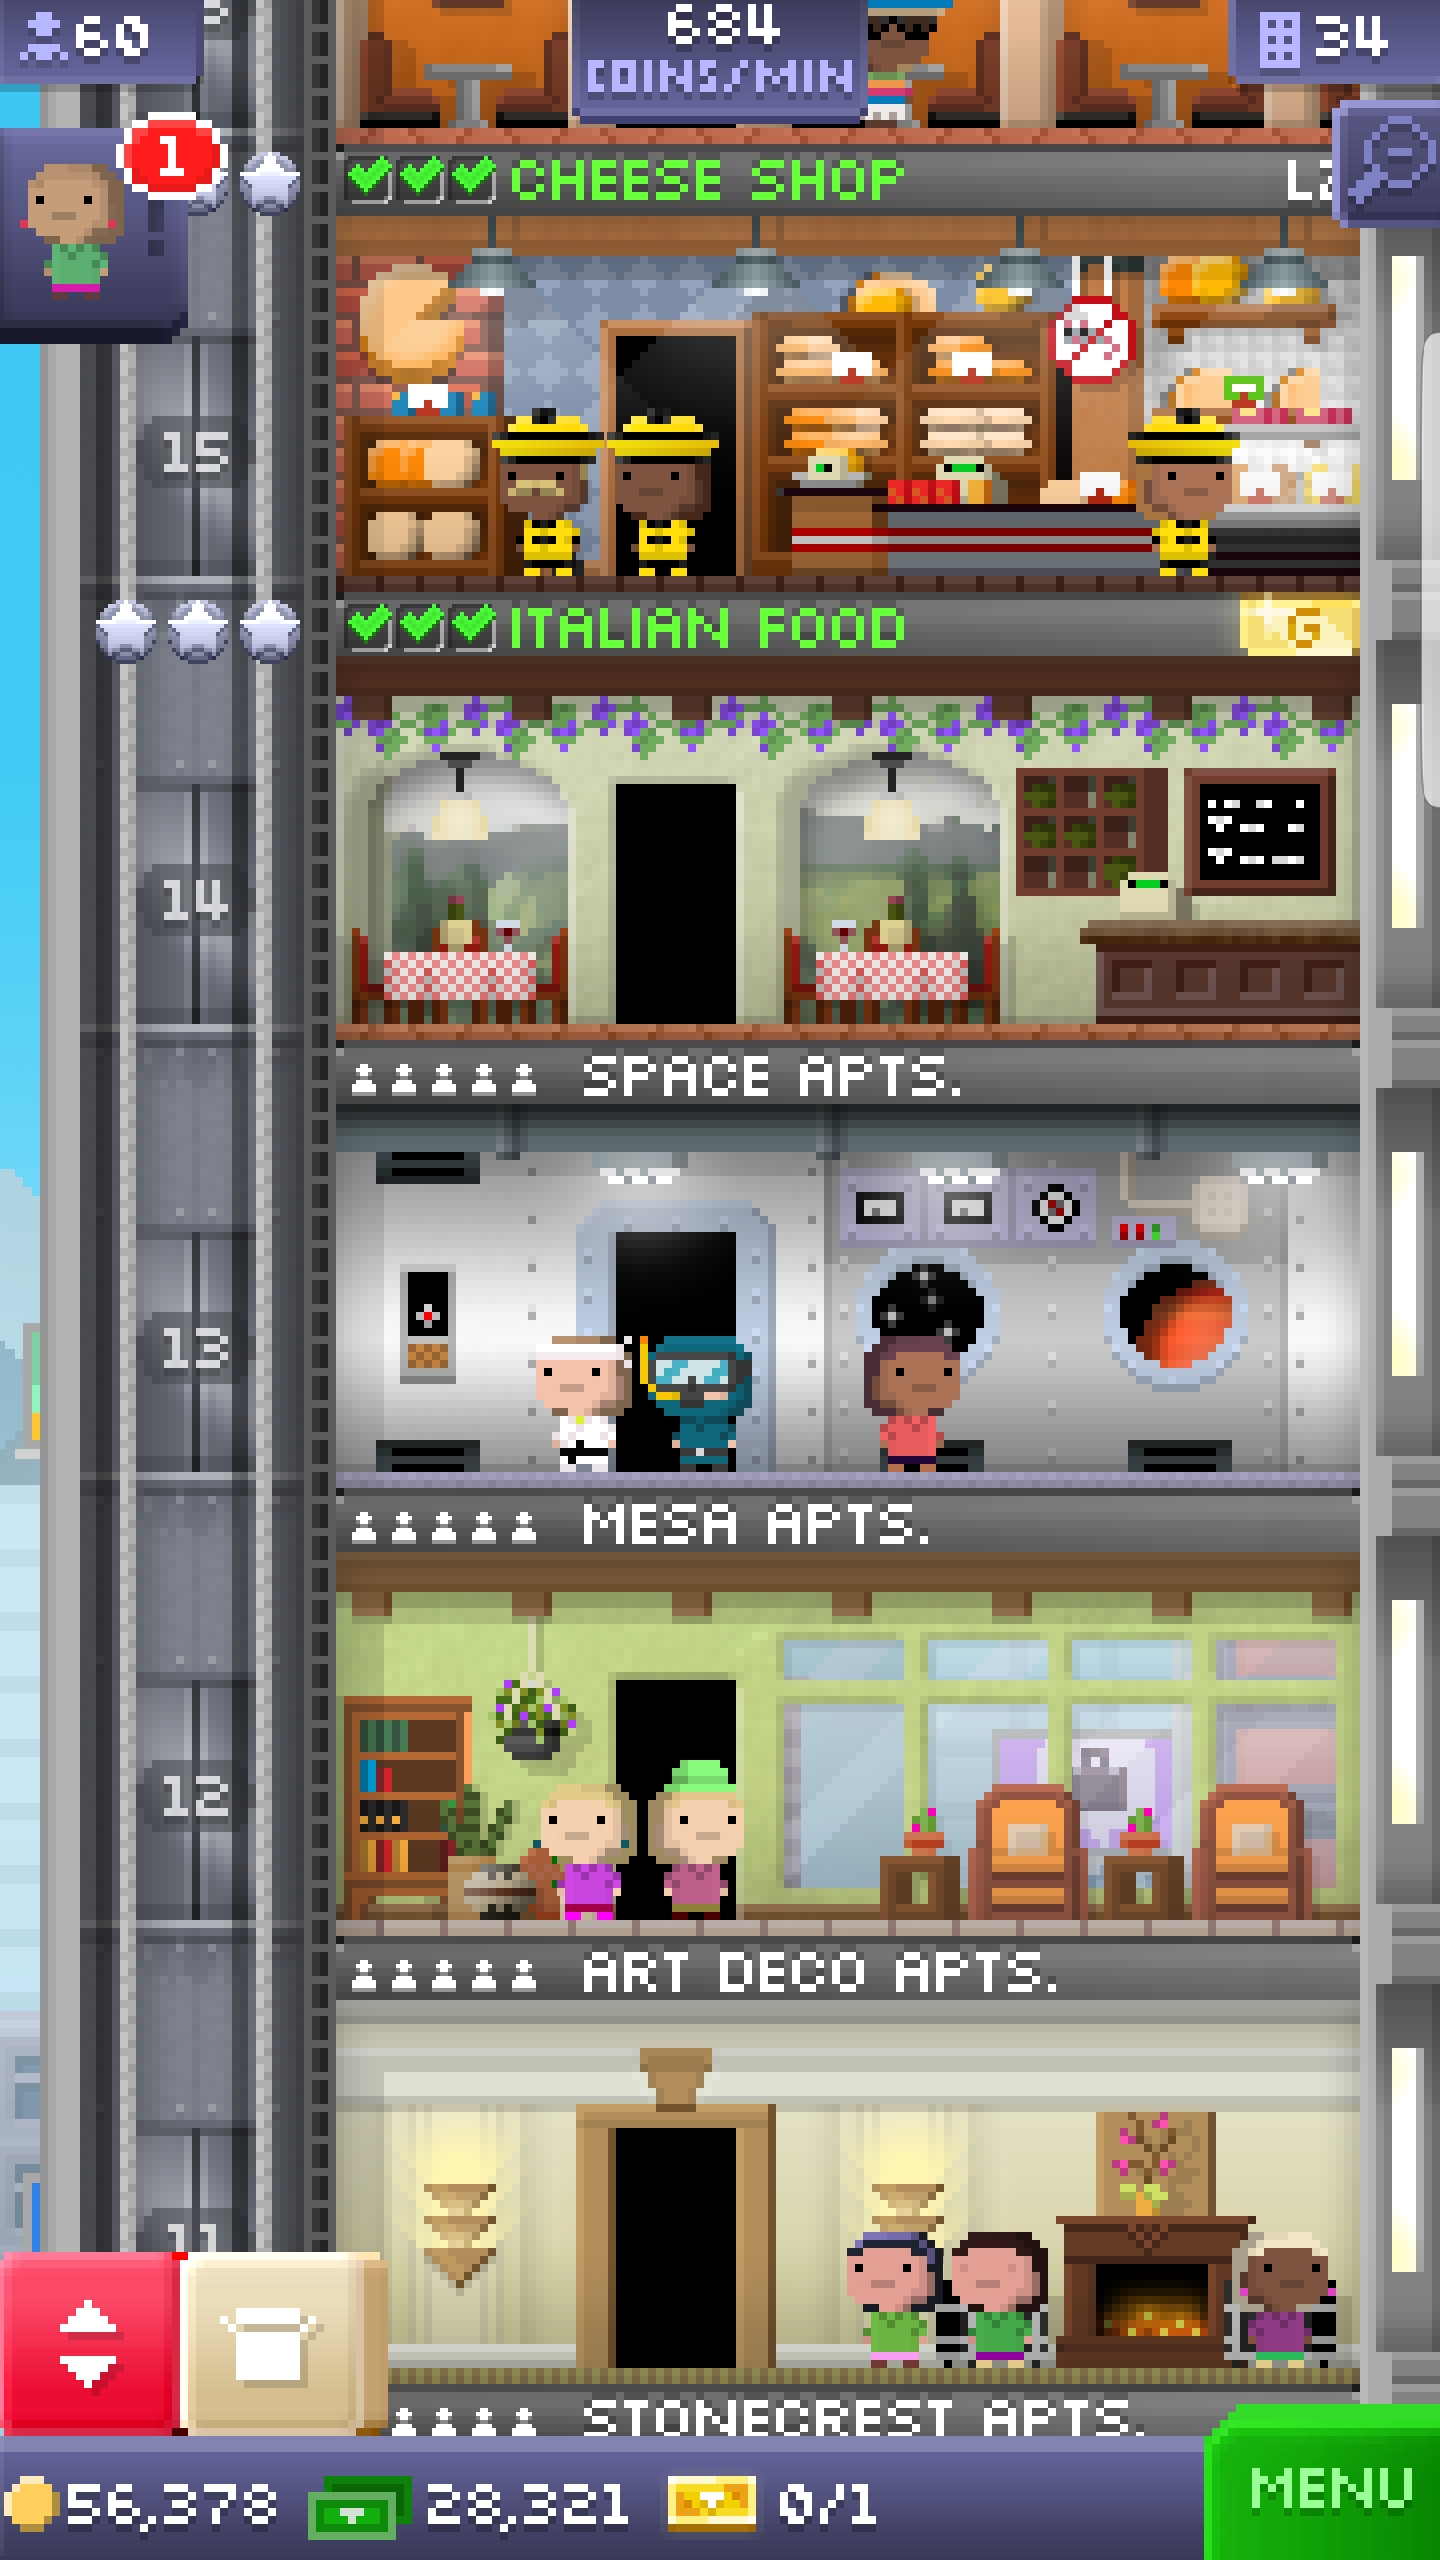 60
684
COINS/MIN
34
1
CHEESE SHOP
15
ITALIAN FOOD
G
14
SPACE APTS.
13
MESA APTS.
12
ART DECO APTS.
11
STONECREST APTS.
56,378
28,321
0/1
MENU